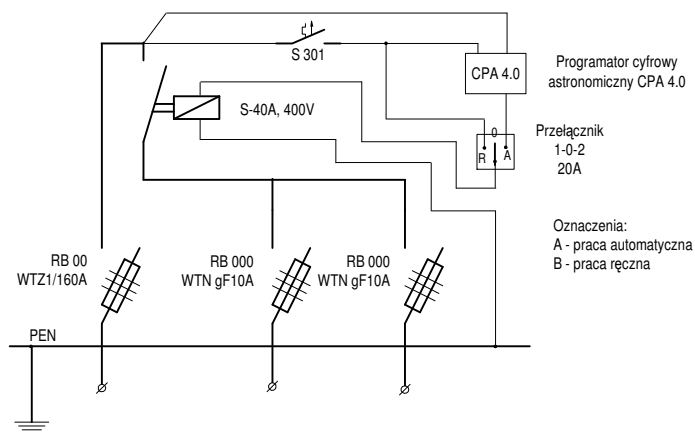 S 301
CPA 4.0
Programator cyfrowy
astronomiczny CPA 4.0
S-40A, 400V
0
R
A
Przełącznik
1-0-2
20A
Oznaczenia:
A - praca automatyczna
B - praca ręczna
RB 00
WTZ1/160A
RB 000
WTN gF10A
RB 000
WTN gF10A
PEN